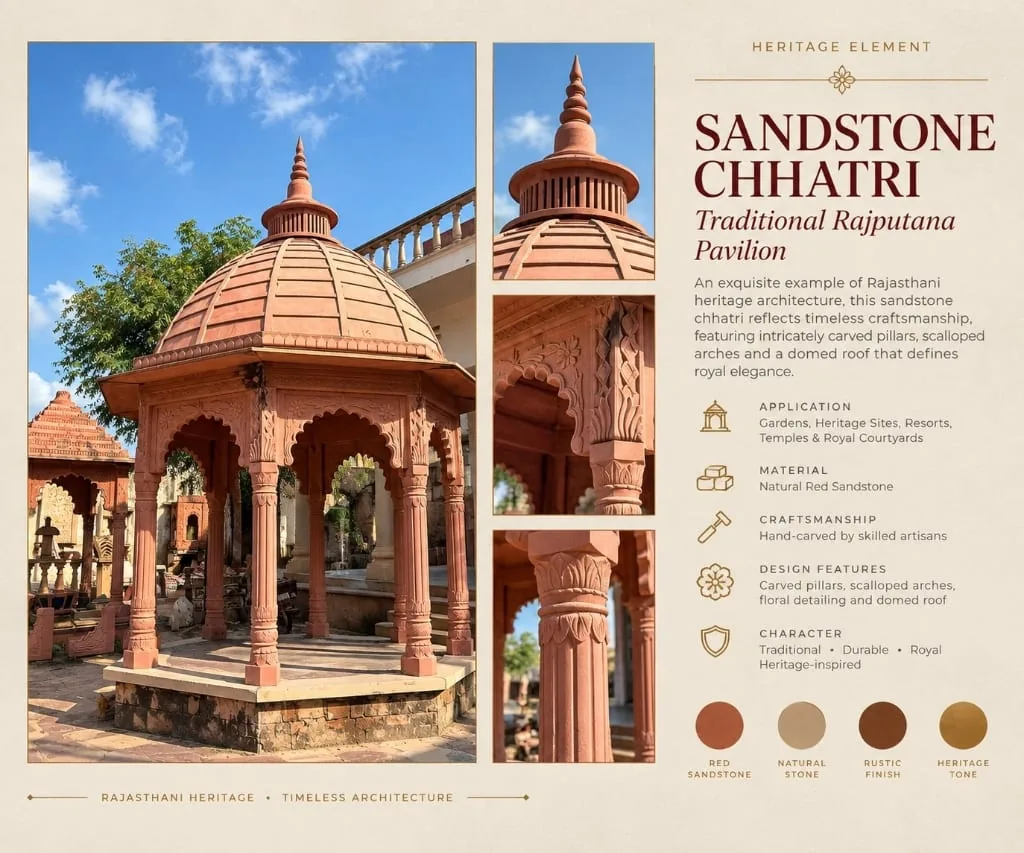 HERITAGE ELEMENT
SANDSTONE
CHHATRI
Traditional Rajputana
Pavilion
An exquisite example of Rajasthani
heritage architecture, this sandstone
chhatri reflects timeless craftsmanship,
featuring intricately carved pillars, scalloped
arches and a domed roof that defines
royal elegance.
APPLICATION
Gardens, Heritage Sites, Resorts,
Temples & Royal Courtyards
MATERIAL
Natural Red Sandstone
CRAFTSMANSHIP
Hand-carved by skilled artisans
DESIGN FEATURES
Carved pillars, scalloped arches,
floral detailing and domed roof
CHARACTER
Traditional • Durable • Royal
Heritage-inspired
RED
SANDSTONE
NATURAL
STONE
RUSTIC
FINISH
HERITAGE
TONE
RAJASTHANI HERITAGE • TIMELESS ARCHITECTURE